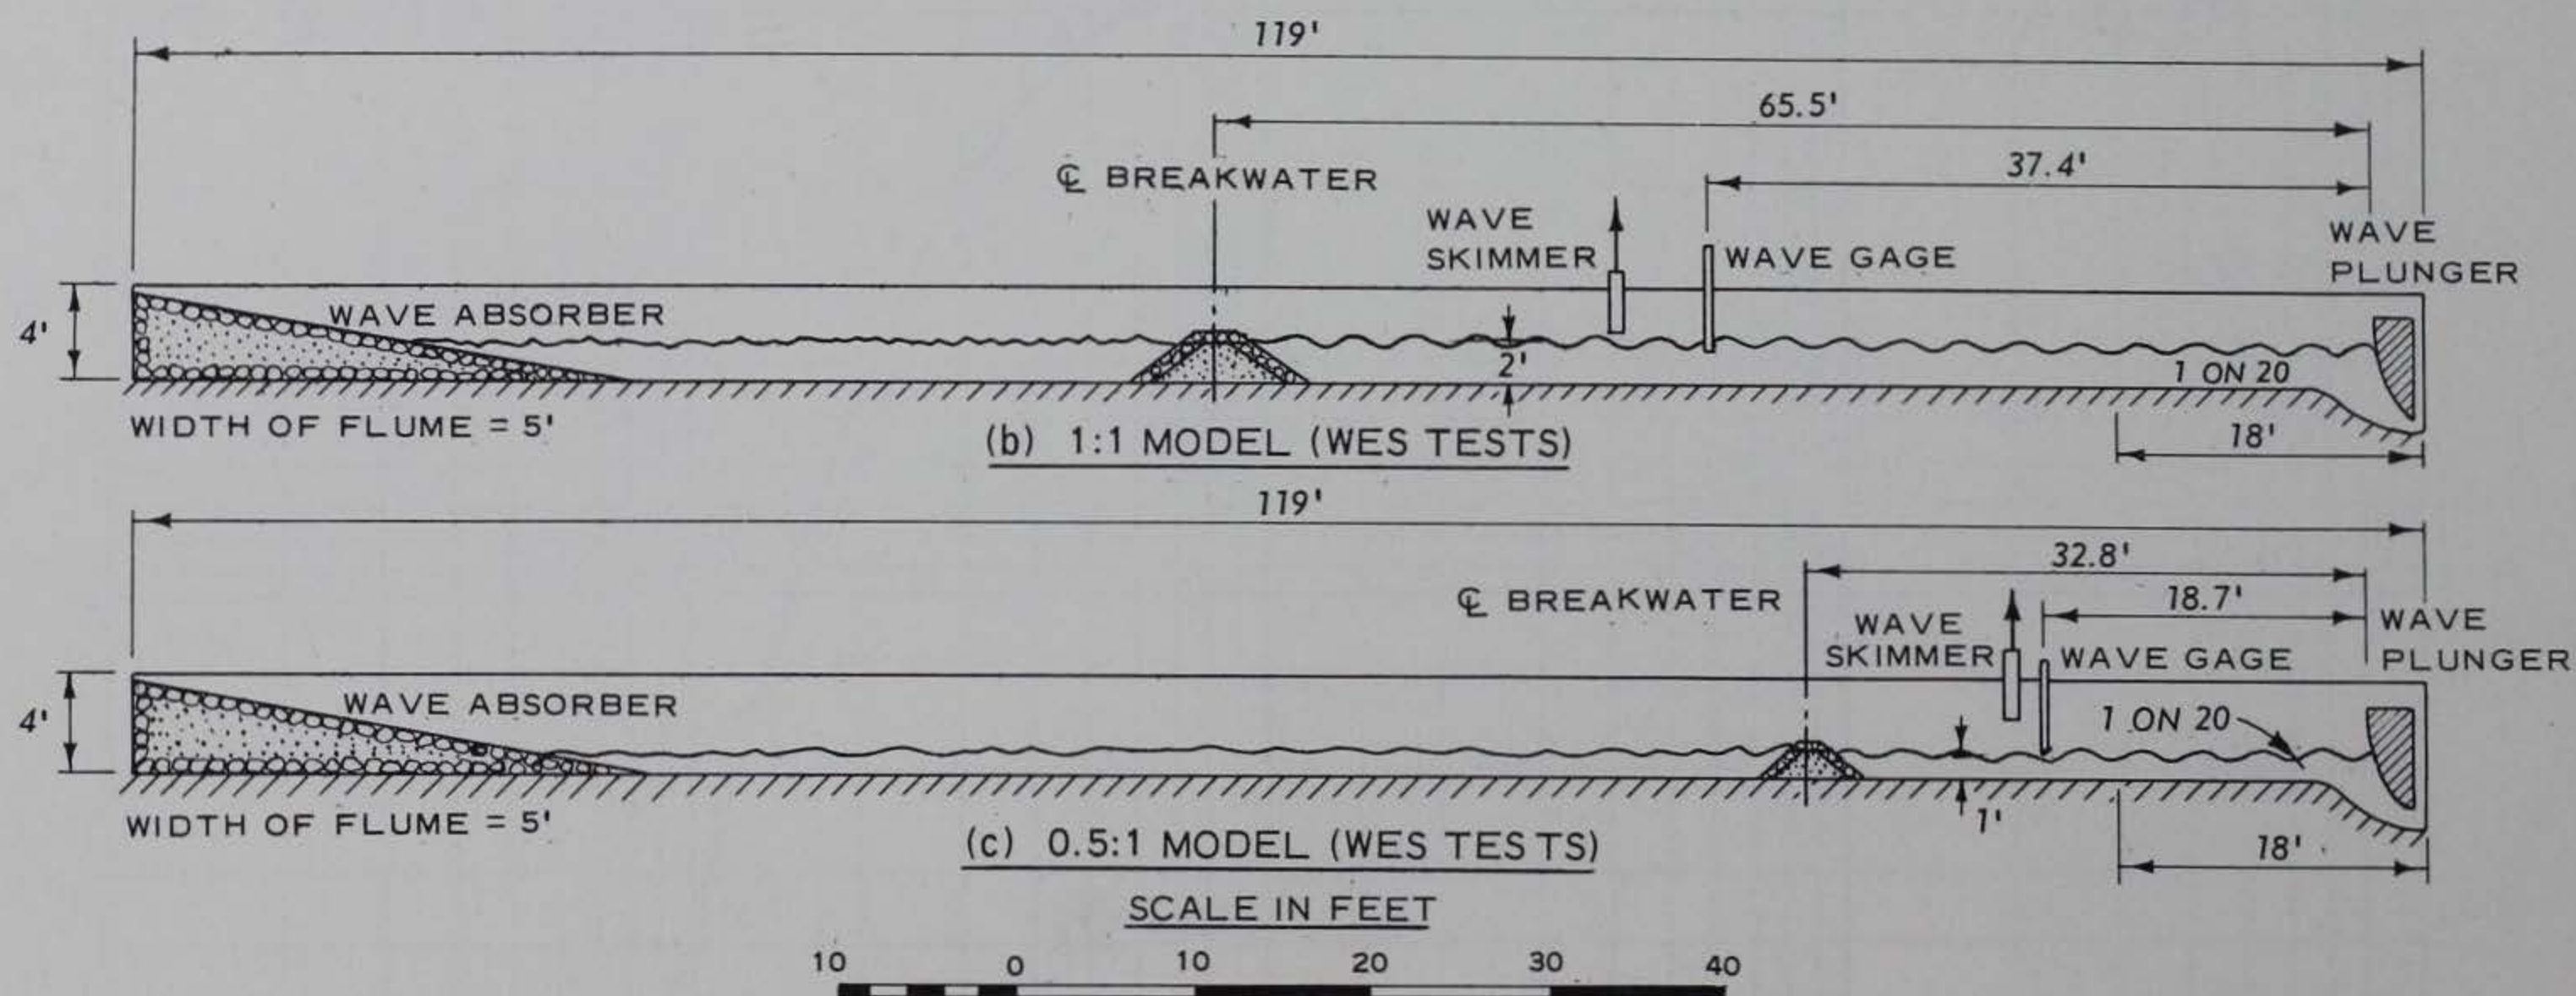 119'
65.5'
37.4'
℄ BREAKWATER
WAVE
SKIMMER
WAVE GAGE
WAVE
PLUNGER
4'
WAVE ABSORBER
2'
1 ON 20
WIDTH OF FLUME = 5'
(b) 1:1 MODEL (WES TESTS)
18'
119'
32.8'
℄ BREAKWATER
18.7'
WAVE
SKIMMER
WAVE GAGE
WAVE
PLUNGER
4'
WAVE ABSORBER
1 ON 20
1'
WIDTH OF FLUME = 5'
(c) 0.5:1 MODEL (WES TESTS)
18'
SCALE IN FEET
10 0 10 20 30 40